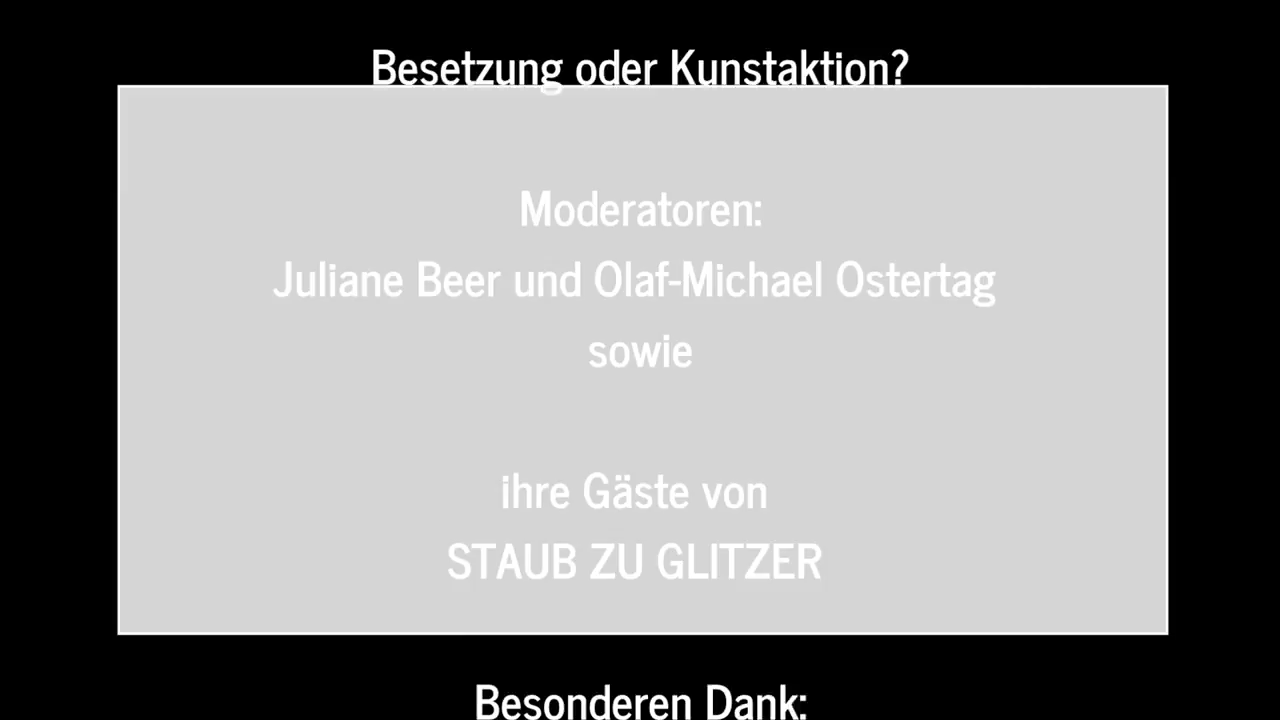 Besetzung oder Kunstaktion?
Moderatoren:
Juliane Beer und Olaf-Michael Ostertag
sowie
ihre Gäste von
STAUB ZU GLITZER
Besonderen Dank: